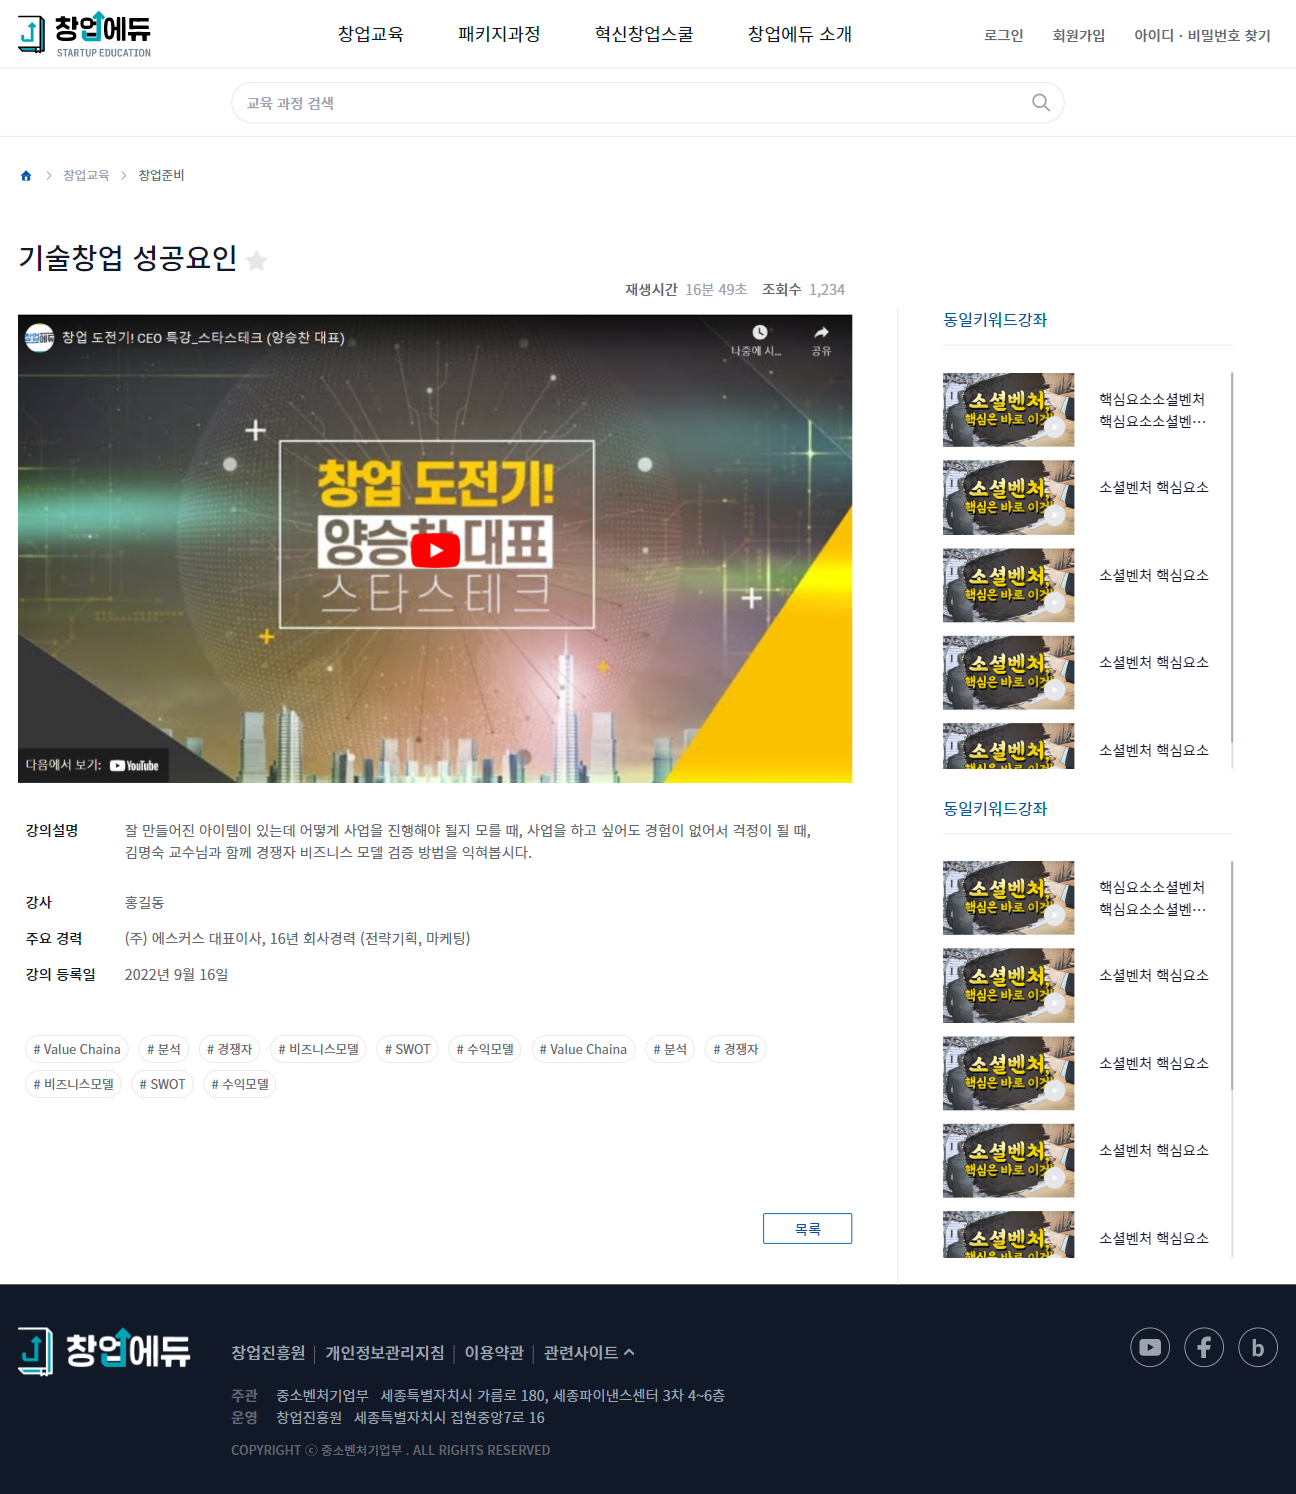 창업에듀
STARTUP EDUCATION
창업교육
패키지과정
혁신창업스쿨
창업에듀 소개
로그인
회원가입
아이디 · 비밀번호 찾기
교육 과정 검색
창업교육
창업준비
기술창업 성공요인
재생시간 16분 49초 조회수 1,234
창업에듀
창업 도전기! CEO 특강_스타스테크 (양승찬 대표)
나중에 시...
공유
창업 도전기!
양승찬 대표
스타스테크
다음에서 보기: YouTube
강의설명
잘 만들어진 아이템이 있는데 어떻게 사업을 진행해야 될지 모를 때, 사업을 하고 싶어도 경험이 없어서 걱정이 될 때,
김명숙 교수님과 함께 경쟁자 비즈니스 모델 검증 방법을 익혀봅시다.
강사 홍길동
주요 경력 (주) 에스커스 대표이사, 16년 회사경력 (전략기획, 마케팅)
강의 등록일 2022년 9월 16일
# Value Chaina # 분석 # 경쟁자 # 비즈니스모델 # SWOT # 수익모델 # Value Chaina # 분석 # 경쟁자
# 비즈니스모델 # SWOT # 수익모델
목록
동일키워드강좌
소셜벤처,
핵심은 바로 이것
핵심요소소셜벤처
핵심요소소셜벤…
소셜벤처,
핵심은 바로 이것
소셜벤처 핵심요소
소셜벤처,
핵심은 바로 이것
소셜벤처 핵심요소
소셜벤처,
핵심은 바로 이것
소셜벤처 핵심요소
소셜벤처,
핵심은 바로 이것
소셜벤처 핵심요소
동일키워드강좌
소셜벤처,
핵심은 바로 이것
핵심요소소셜벤처
핵심요소소셜벤…
소셜벤처,
핵심은 바로 이것
소셜벤처 핵심요소
소셜벤처,
핵심은 바로 이것
소셜벤처 핵심요소
소셜벤처,
핵심은 바로 이것
소셜벤처 핵심요소
소셜벤처,
핵심은 바로 이것
소셜벤처 핵심요소
창업에듀
창업진흥원 | 개인정보관리지침 | 이용약관 | 관련사이트
주관 중소벤처기업부 세종특별자치시 가름로 180, 세종파이낸스센터 3차 4~6층
운영 창업진흥원 세종특별자치시 집현중앙7로 16
COPYRIGHT ⓒ 중소벤처기업부 . ALL RIGHTS RESERVED